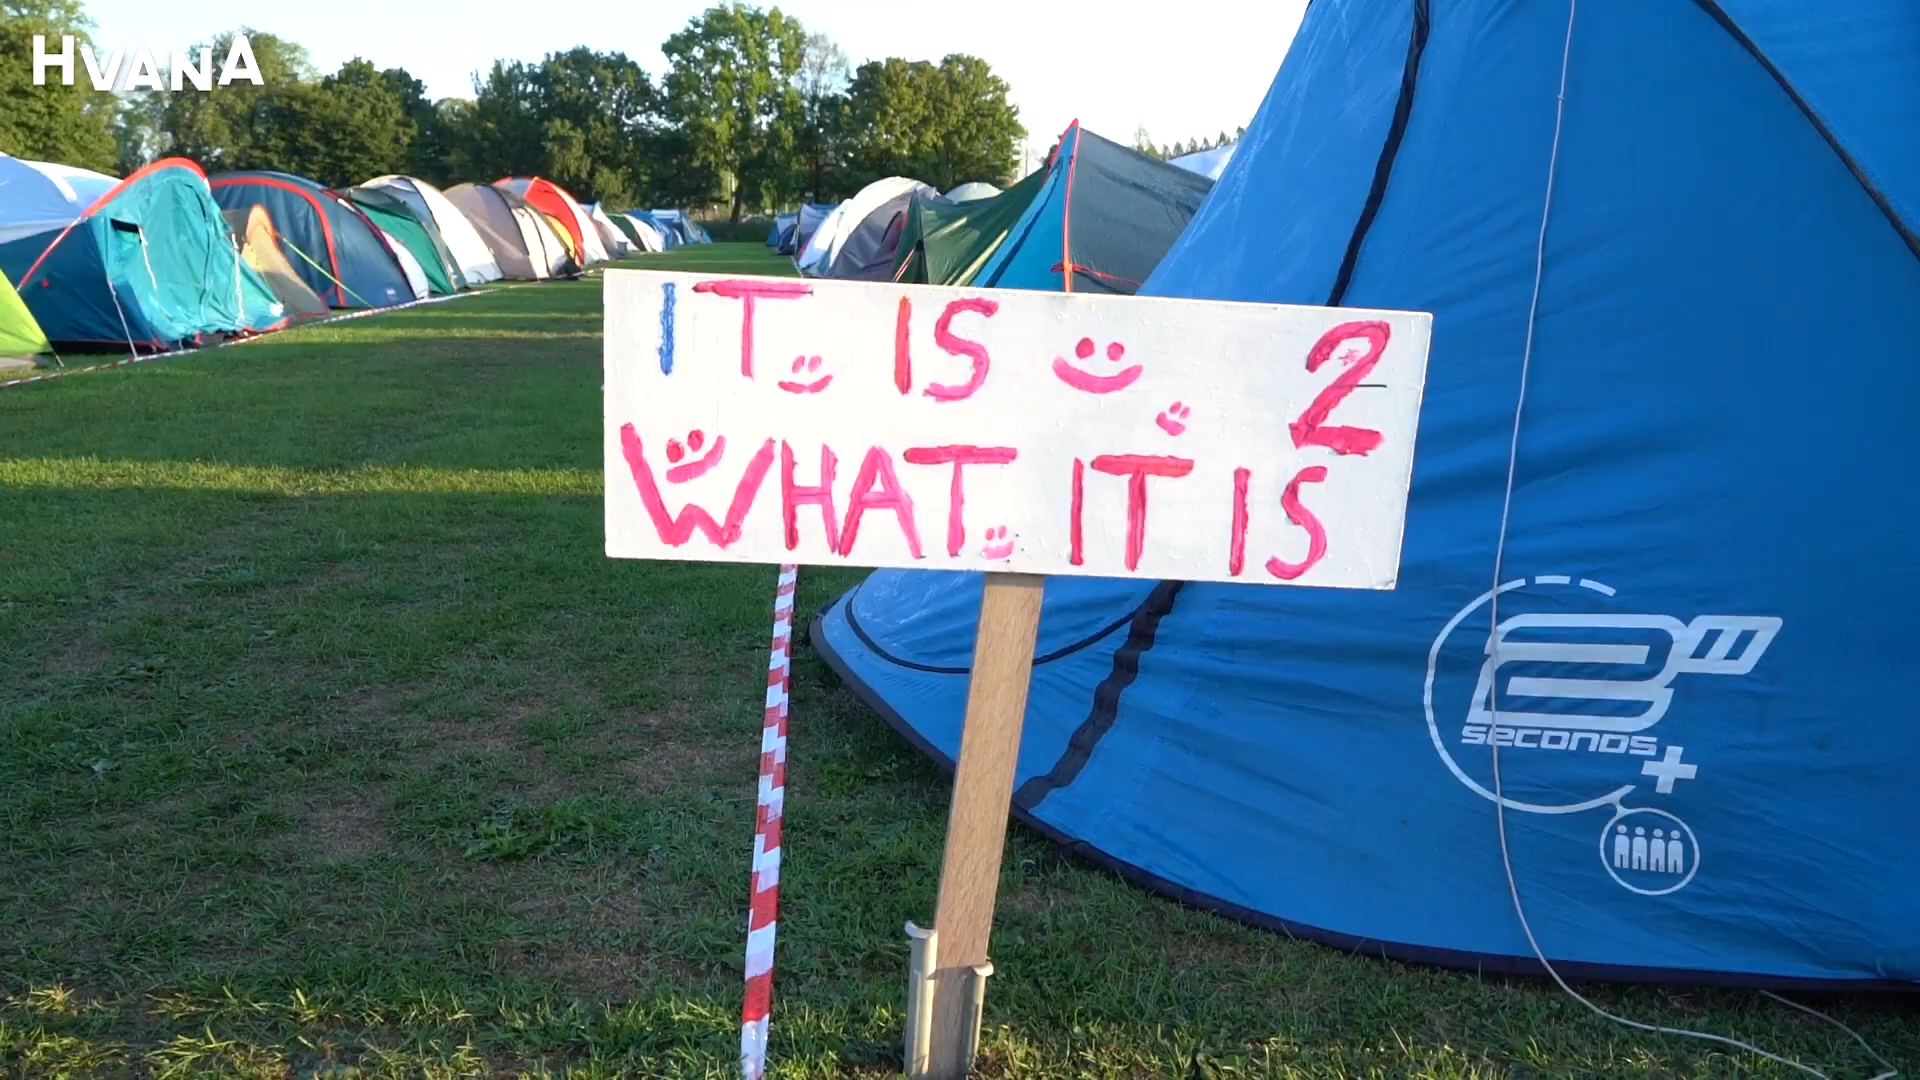 HVANA
IT IS 2
WHAT IT IS
2"
seconds
+